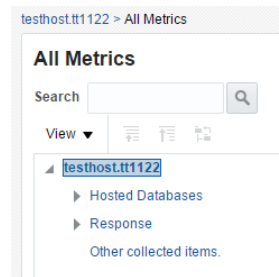 testhost.tt1122 > All Metrics
All Metrics
Search
View
testhost.tt1122
Hosted Databases
Response
Other collected items.